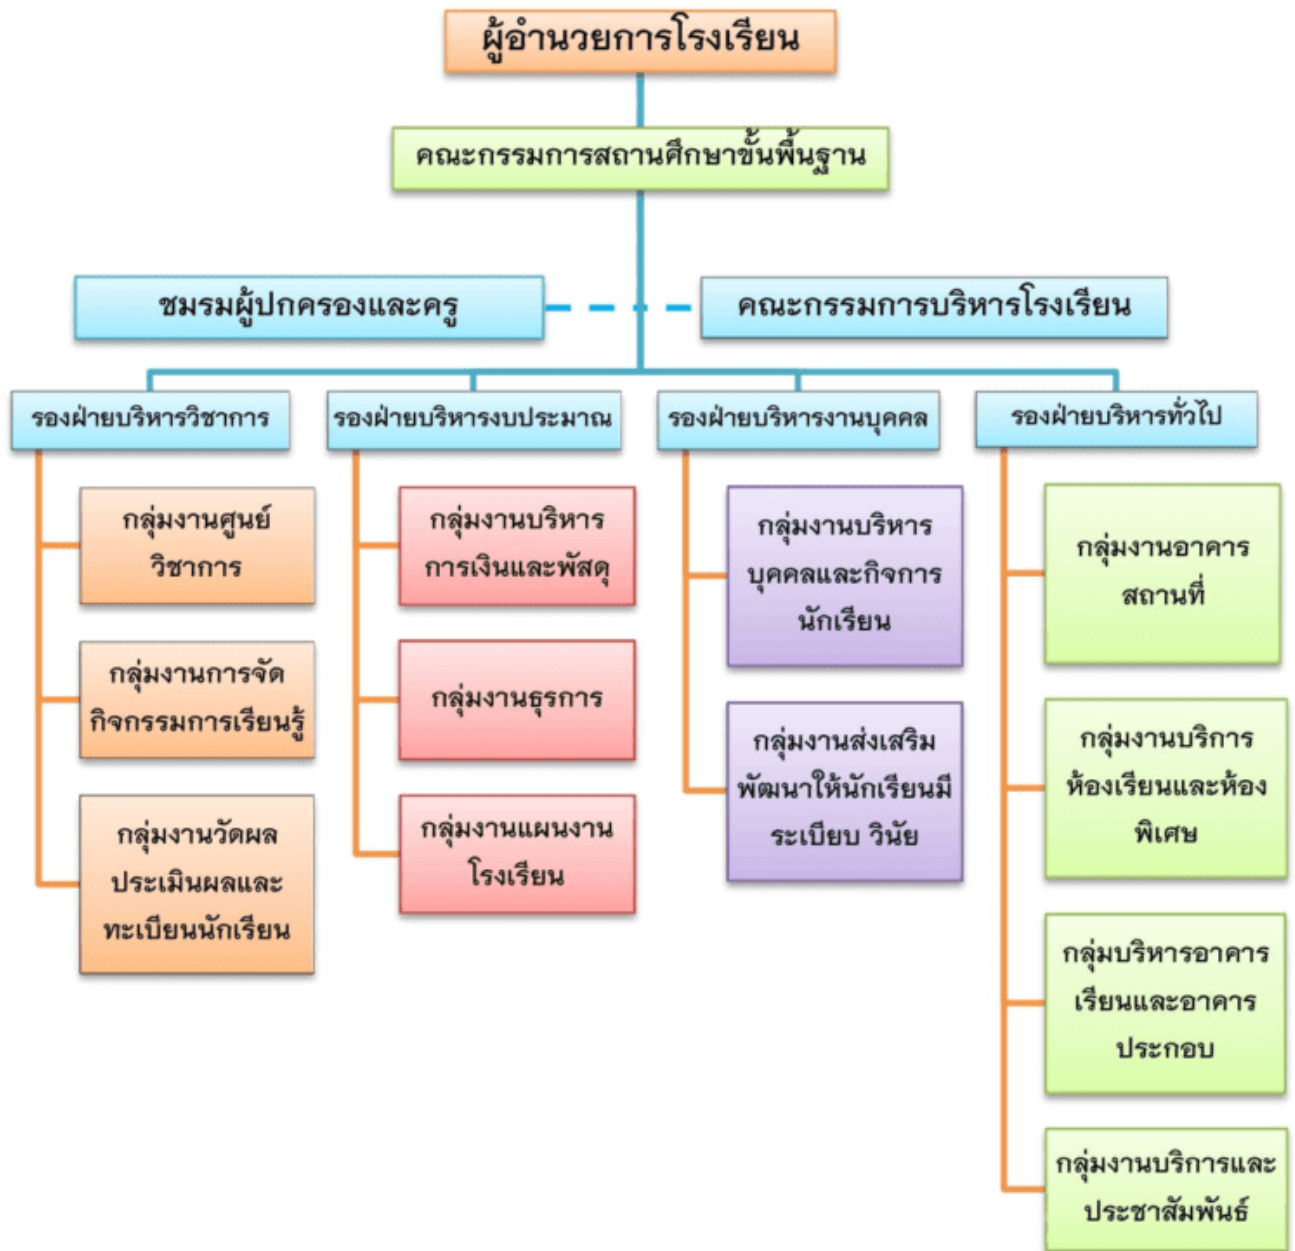 ผู้อำนวยการโรงเรียน
คณะกรรมการสถานศึกษาขั้นพื้นฐาน
ชมรมผู้ปกครองและครู
คณะกรรมการบริหารโรงเรียน
รองฝ่ายบริหารวิชาการ
รองฝ่ายบริหารงบประมาณ
รองฝ่ายบริหารงานบุคคล
รองฝ่ายบริหารทั่วไป
กลุ่มงานศูนย์
วิชาการ
กลุ่มงานการจัด
กิจกรรมการเรียนรู้
กลุ่มงานวัดผล
ประเมินผลและ
ทะเบียนนักเรียน
กลุ่มงานบริหาร
การเงินและพัสดุ
กลุ่มงานธุรการ
กลุ่มงานแผนงาน
โรงเรียน
กลุ่มงานบริหาร
บุคคลและกิจการ
นักเรียน
กลุ่มงานส่งเสริม
พัฒนาให้นักเรียนมี
ระเบียบ วินัย
กลุ่มงานอาคาร
สถานที่
กลุ่มงานบริการ
ห้องเรียนและห้อง
พิเศษ
กลุ่มบริหารอาคาร
เรียนและอาคาร
ประกอบ
กลุ่มงานบริการและ
ประชาสัมพันธ์